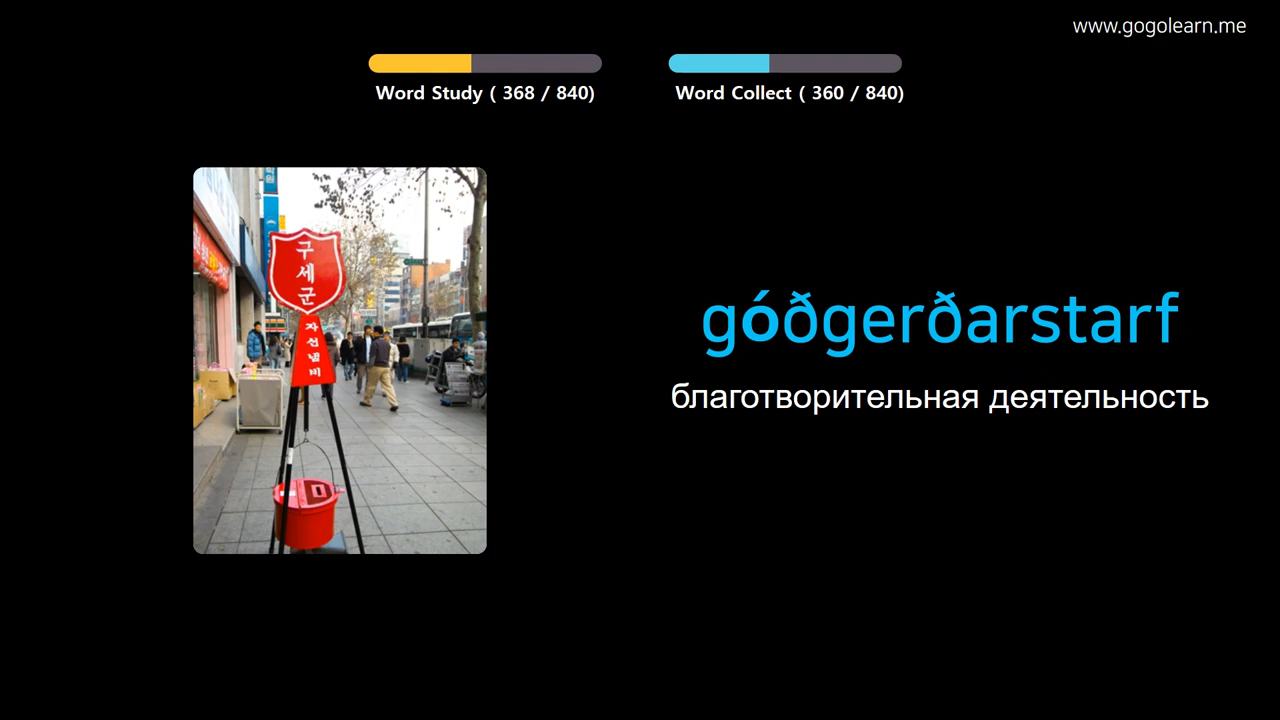 www.gogolearn.me
Word Study ( 368 / 840)
Word Collect ( 360 / 840)
구
세
군
자
선
냄
비
góðgerðarstarf
благотворительная деятельность